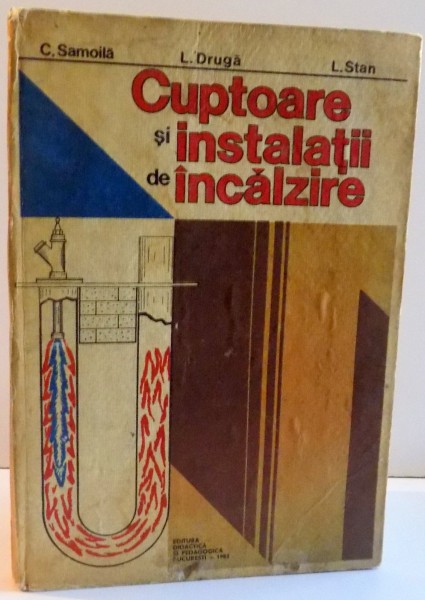 C. Samoilă L. Drugă L. Stan
Cuptoare
și instalații
de încălzire
EDITURA
DIDACTICĂ
ȘI PEDAGOGICĂ
BUCUREȘTI –